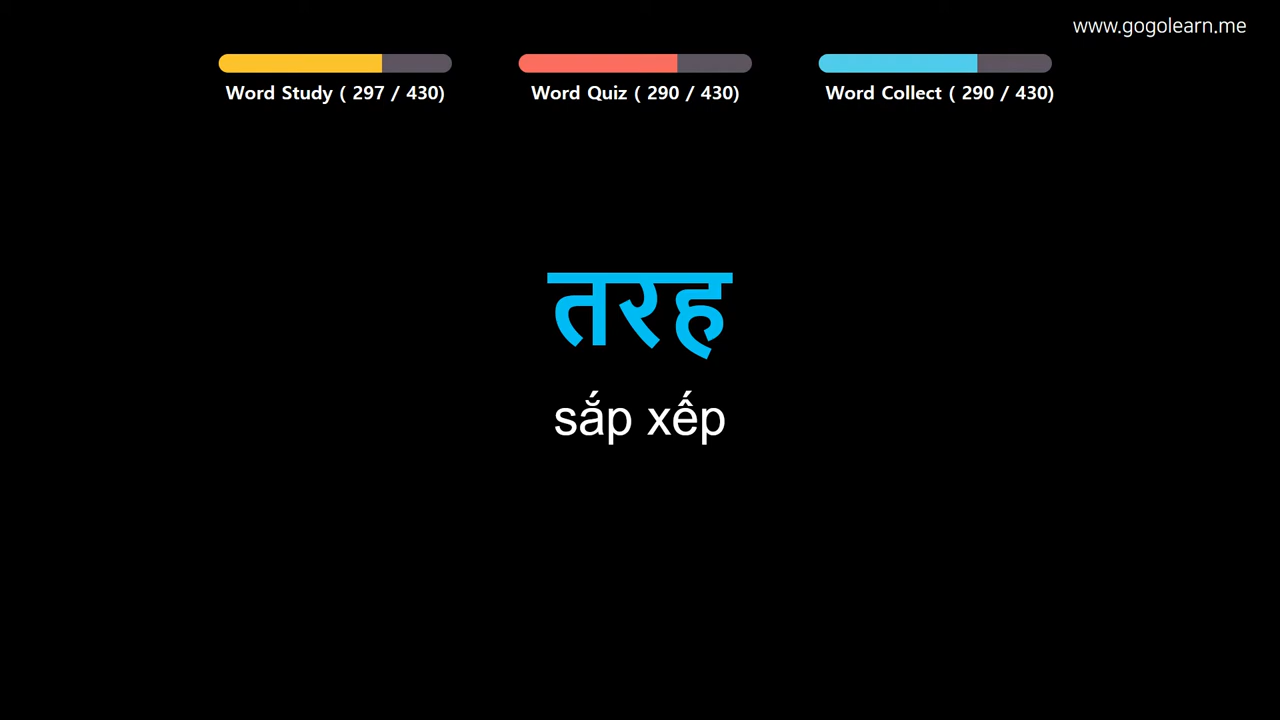 www.gogolearn.me
Word Study ( 297 / 430)
Word Quiz ( 290 / 430)
Word Collect ( 290 / 430)
तरह
sắp xếp